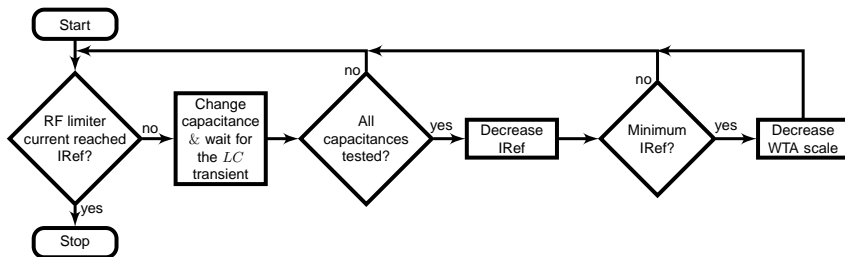 Start
RF limiter
current reached
IRef?
no
yes
Stop
Change
capacitance
& wait for
the LC
transient
All
capacitances
tested?
no
yes
Decrease
IRef
Minimum
IRef?
no
yes
Decrease
WTA scale